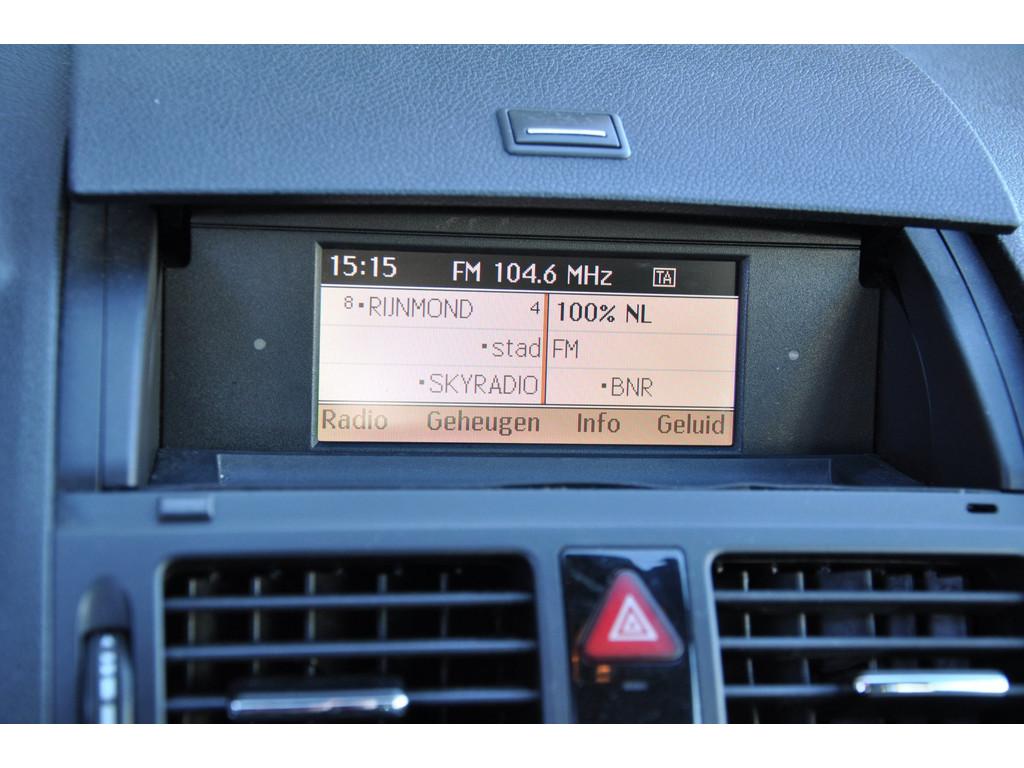 15:15 FM 104.6 MHz TA
8 RIJNMOND 4 100% NL
stad FM
SKYRADIO BNR
Radio Geheugen Info Geluid